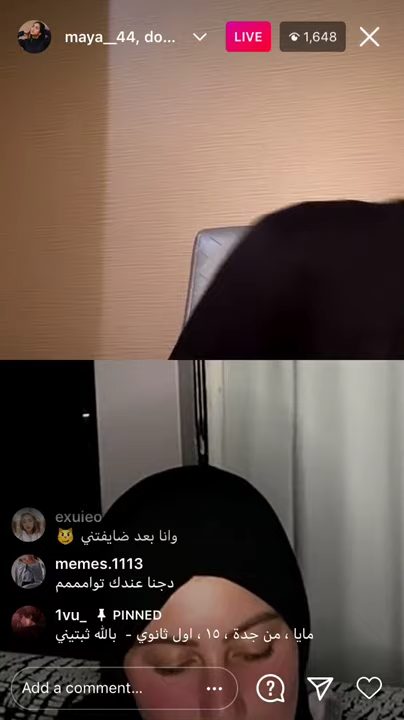 maya__44, do...
LIVE
1,648
exuieo
وانا بعد ضايفتني 😼
memes.1113
دجنا عندك توامممم
1vu_ PINNED
مايا ، من جدة ، ١٥ ، اول ثانوي - بالله ثبتيني
Add a comment...